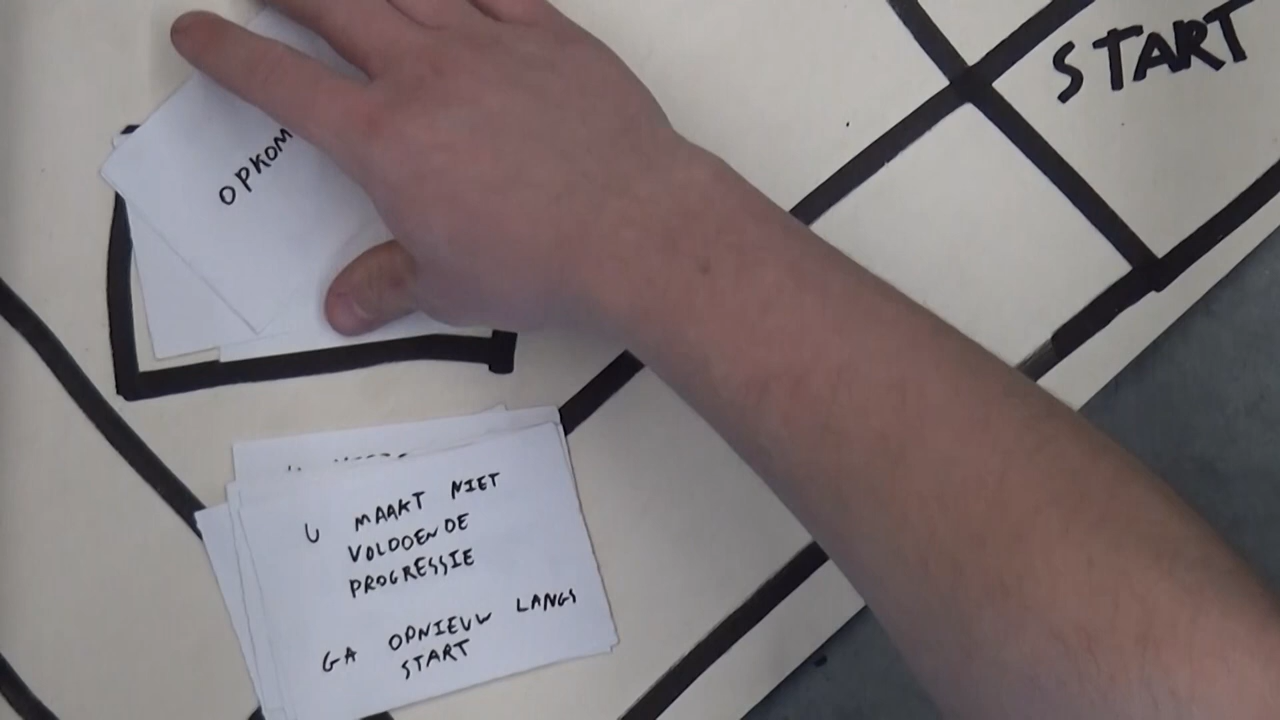 START
OPKOM
U MAAKT NIET
VOLDOENDE
PROGRESSIE
GA OPNIEUW LANGS
START